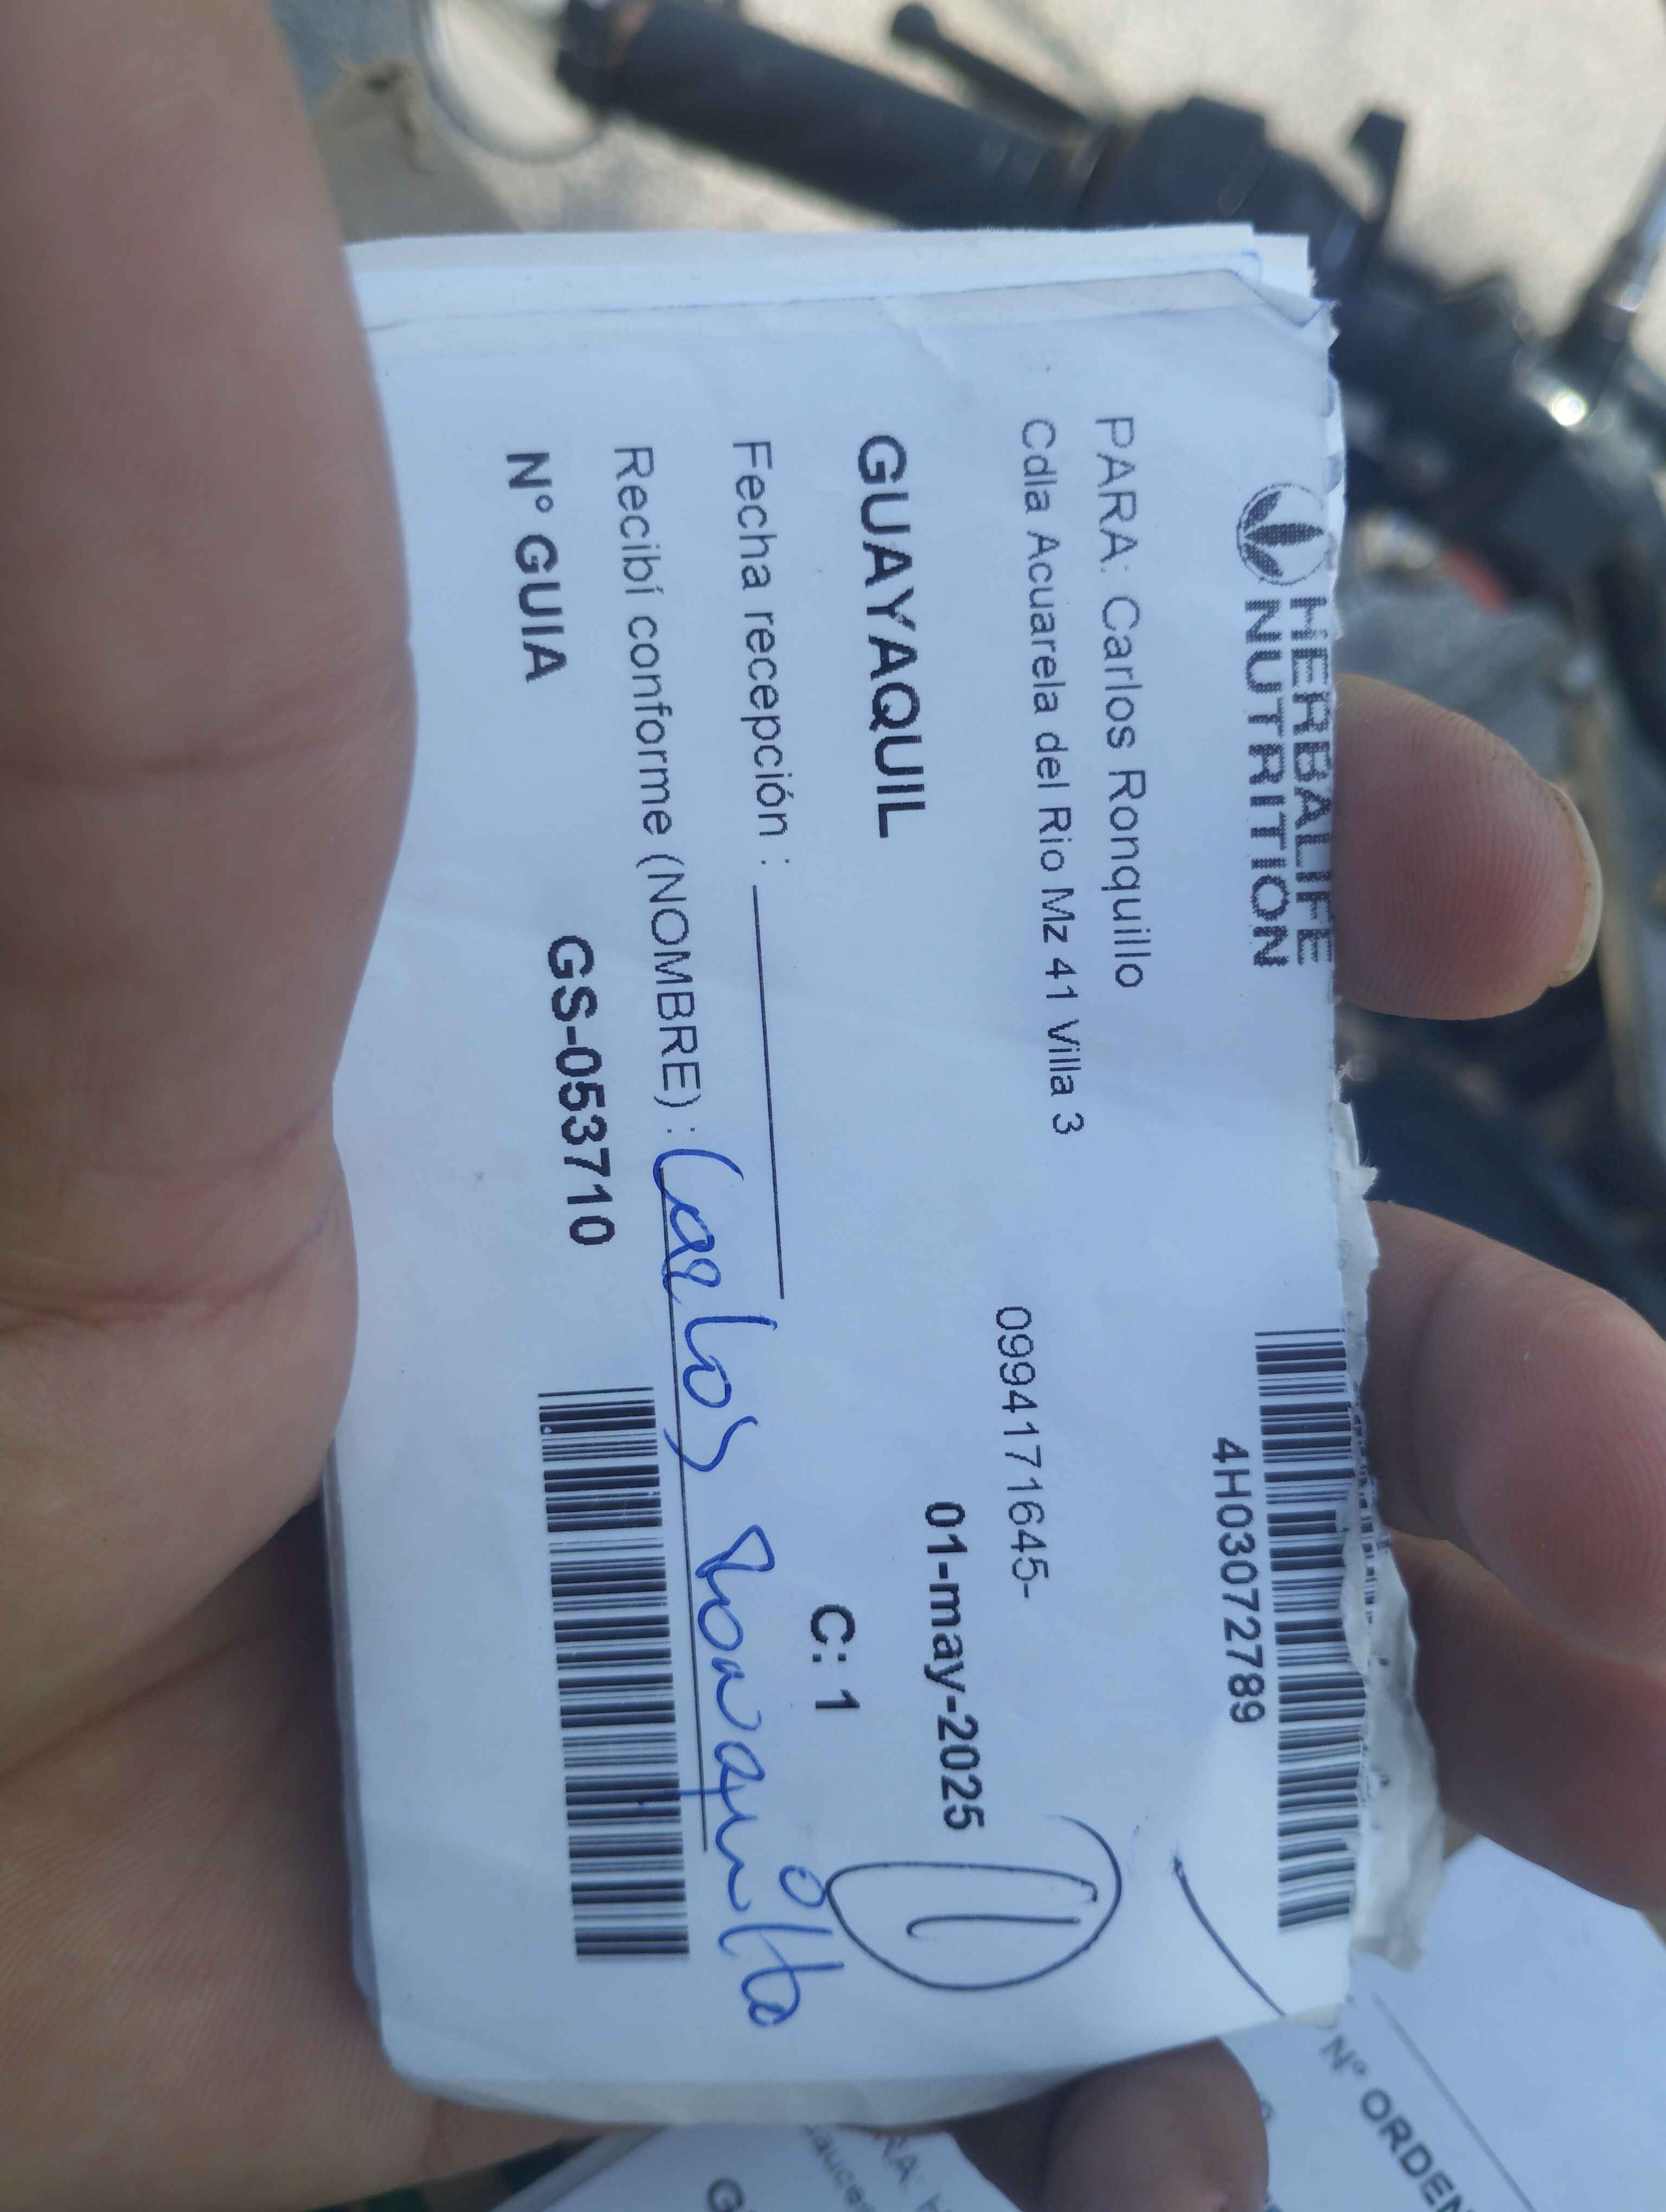 HERBALIFE
NUTRITION
4H03072789
PARA: Carlos Ronquillo
Cdla Acuarela del Rio Mz 41 Villa 3
0994171645-
01-may-2025
GUAYAQUIL
C: 1
Fecha recepción :
Recibí conforme (NOMBRE) : Carlos Ronquillo
N° GUIA GS-053710
N° ORDEN